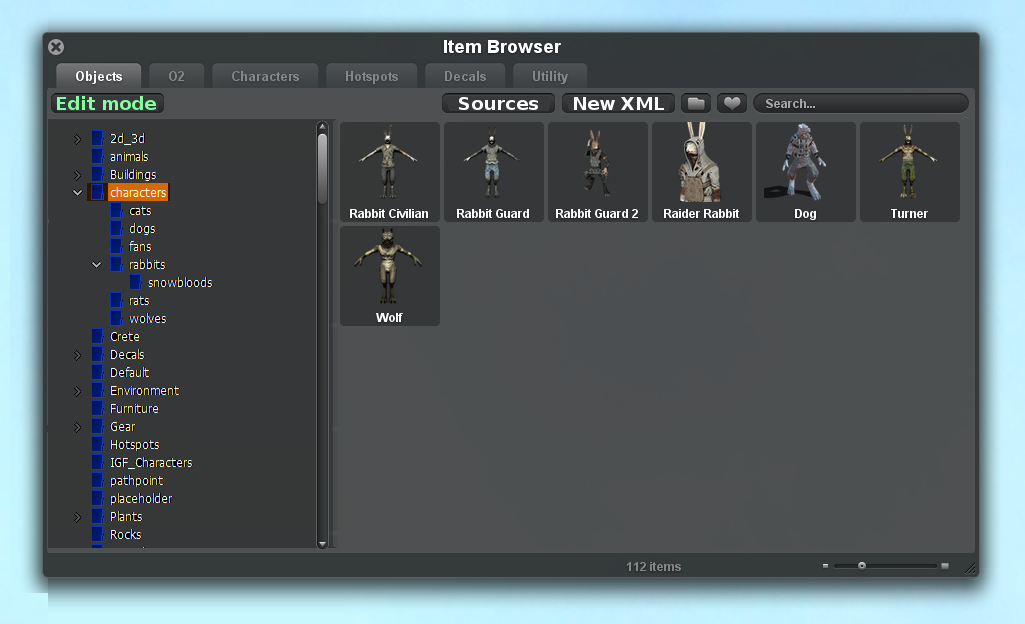 Item Browser
Objects O2 Characters Hotspots Decals Utility
Edit mode Sources New XML Search...
2d_3d
animals
Buildings
characters
cats
dogs
fans
rabbits
snowbloods
rats
wolves
Crete
Decals
Default
Environment
Furniture
Gear
Hotspots
IGF_Characters
pathpoint
placeholder
Plants
Rocks
Rabbit Civilian Rabbit Guard Rabbit Guard 2 Raider Rabbit Dog Turner
Wolf
112 items